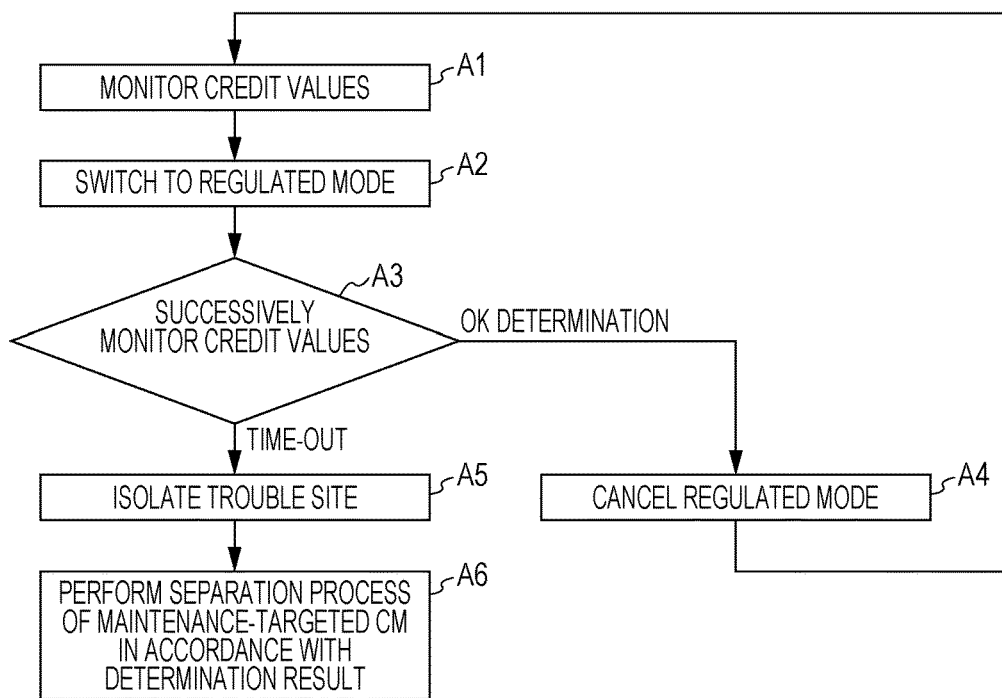 MONITOR CREDIT VALUES
A1
SWITCH TO REGULATED MODE
A2
SUCCESSIVELY
MONITOR CREDIT VALUES
A3
OK DETERMINATION
TIME-OUT
ISOLATE TROUBLE SITE
A5
CANCEL REGULATED MODE
A4
PERFORM SEPARATION PROCESS
OF MAINTENANCE-TARGETED CM
IN ACCORDANCE WITH
DETERMINATION RESULT
A6